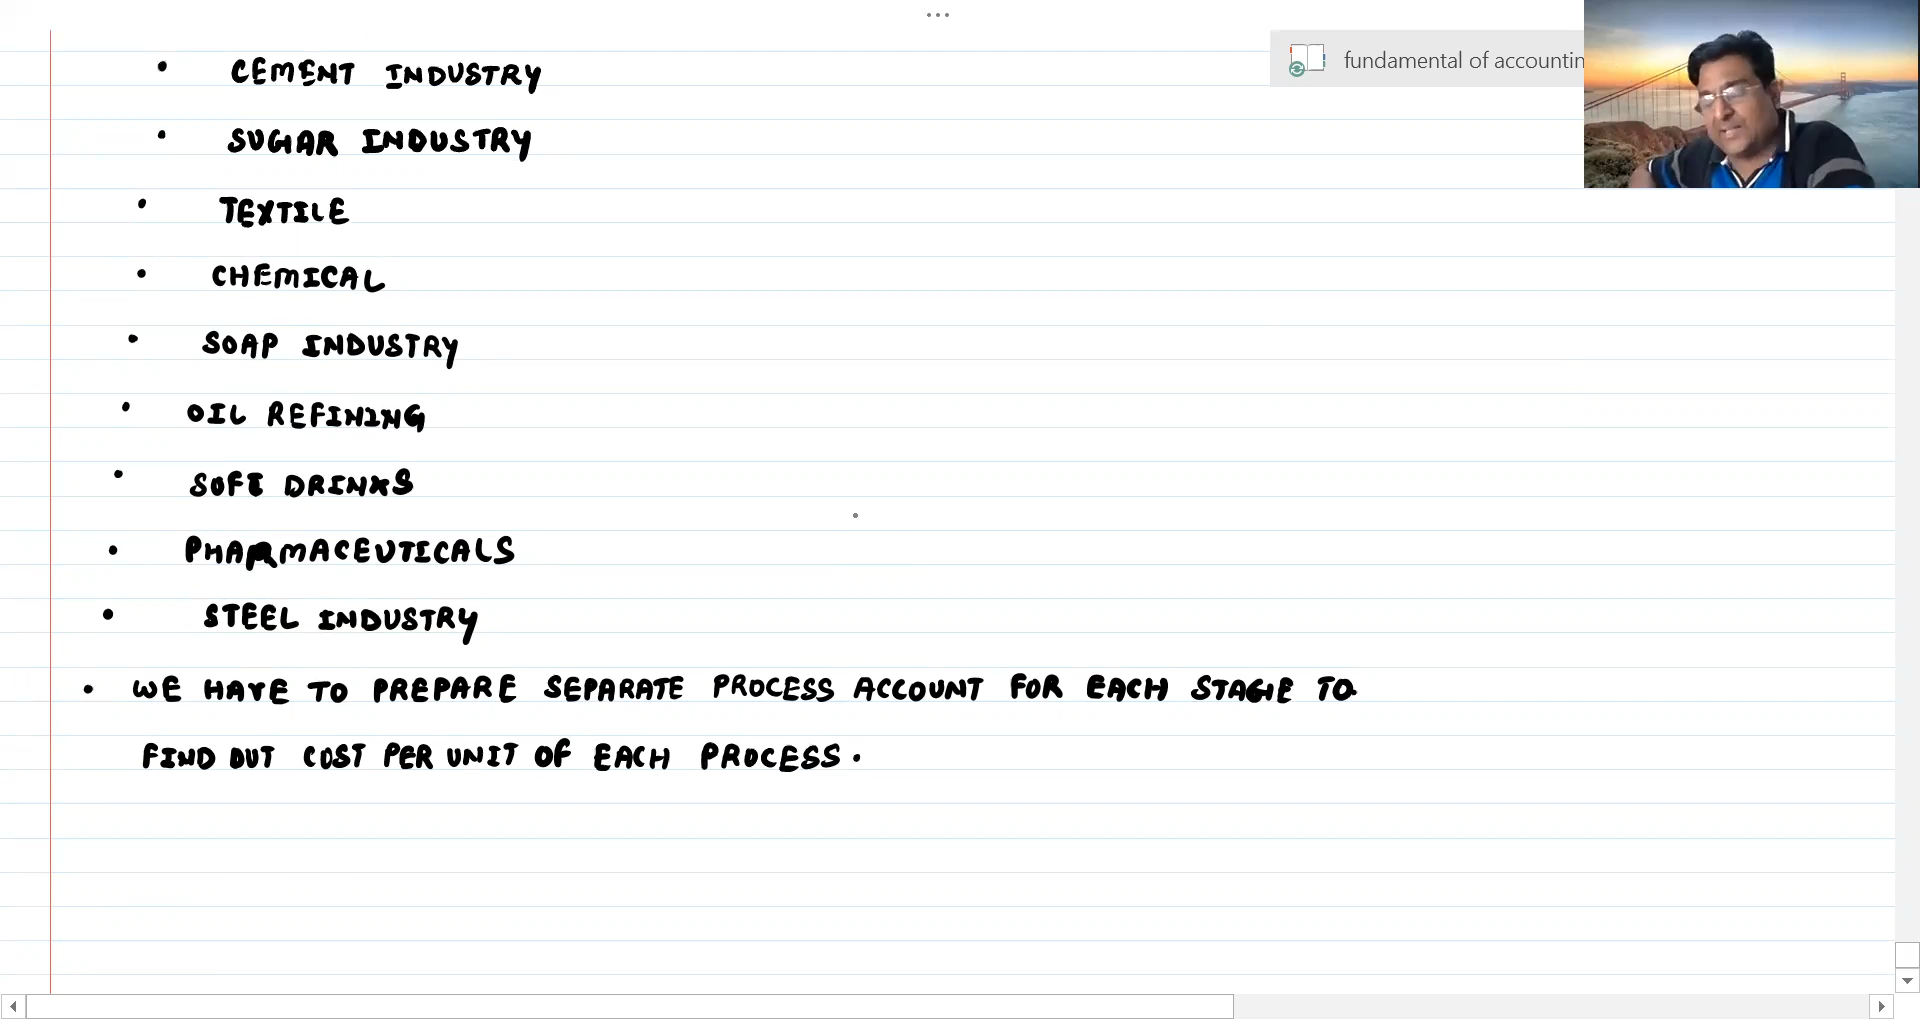 fundamental of accountin
• CEMENT INDUSTRY
• SUGAR INDUSTRY
• TEXTILE
• CHEMICAL
• SOAP INDUSTRY
• OIL REFINING
• SOFT DRINKS
• PHARMACEUTICALS
• STEEL INDUSTRY
• WE HAVE TO PREPARE SEPARATE PROCESS ACCOUNT FOR EACH STAGE TO
FIND OUT COST PER UNIT OF EACH PROCESS.